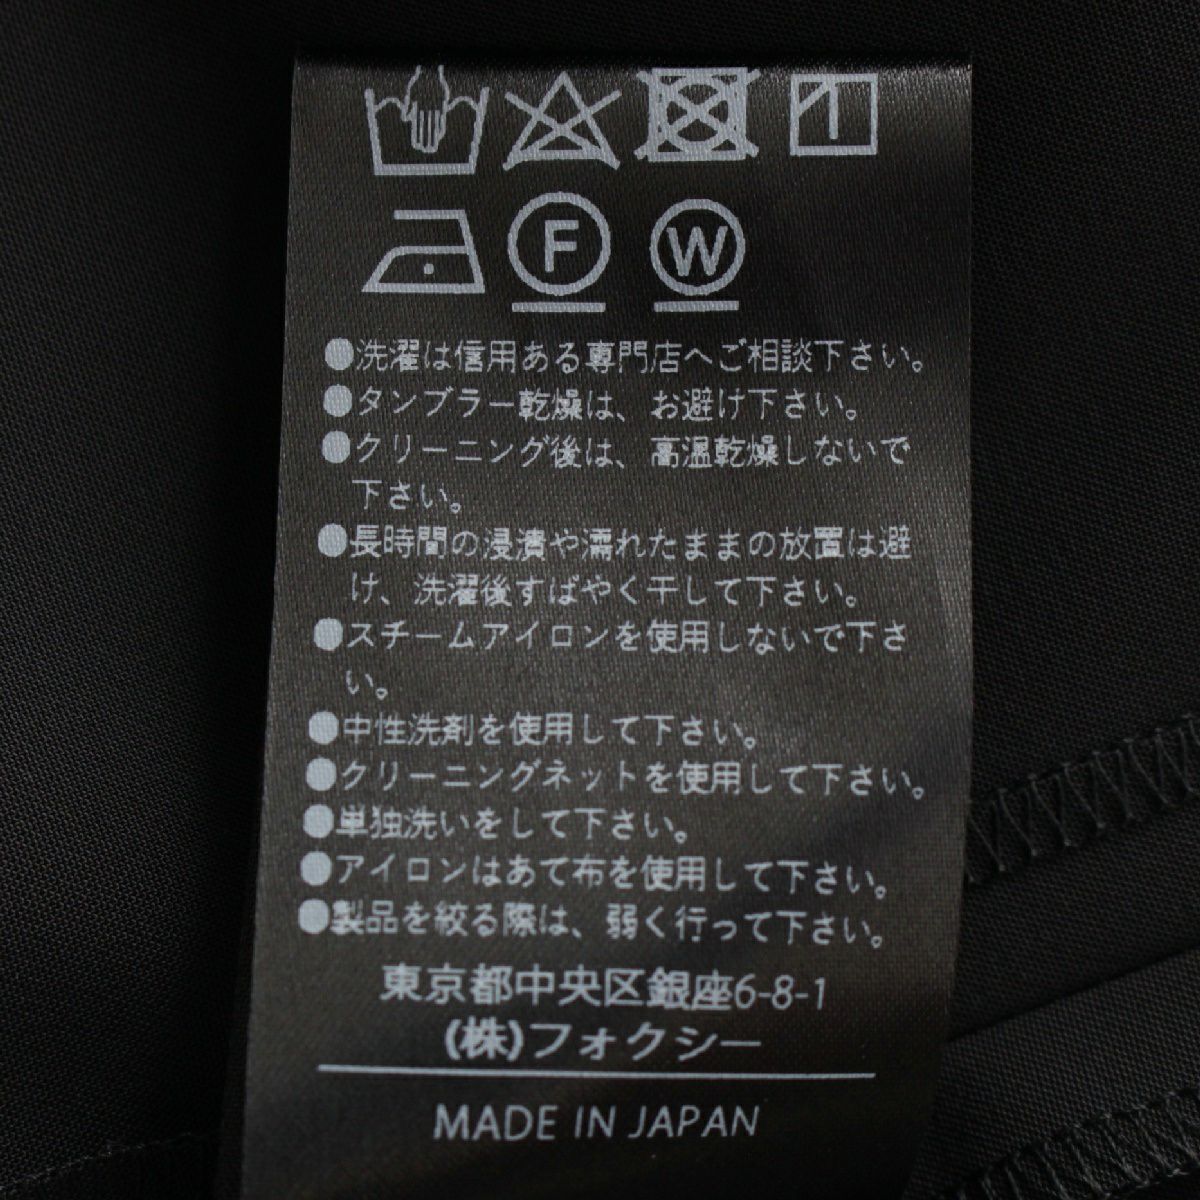 F W
●洗濯は信用ある専門店へご相談下さい。
●タンブラー乾燥は、お避け下さい。
●クリーニング後は、高温乾燥しないで
下さい。
●長時間の浸漬や濡れたままの放置は避
け、洗濯後すばやく干して下さい。
●スチームアイロンを使用しないで下さ
い。
●中性洗剤を使用して下さい。
●クリーニングネットを使用して下さい。
●単独洗いをして下さい。
●アイロンはあて布を使用して下さい。
●製品を絞る際は、弱く行って下さい。
東京都中央区銀座6-8-1
(株)フォクシー
MADE IN JAPAN